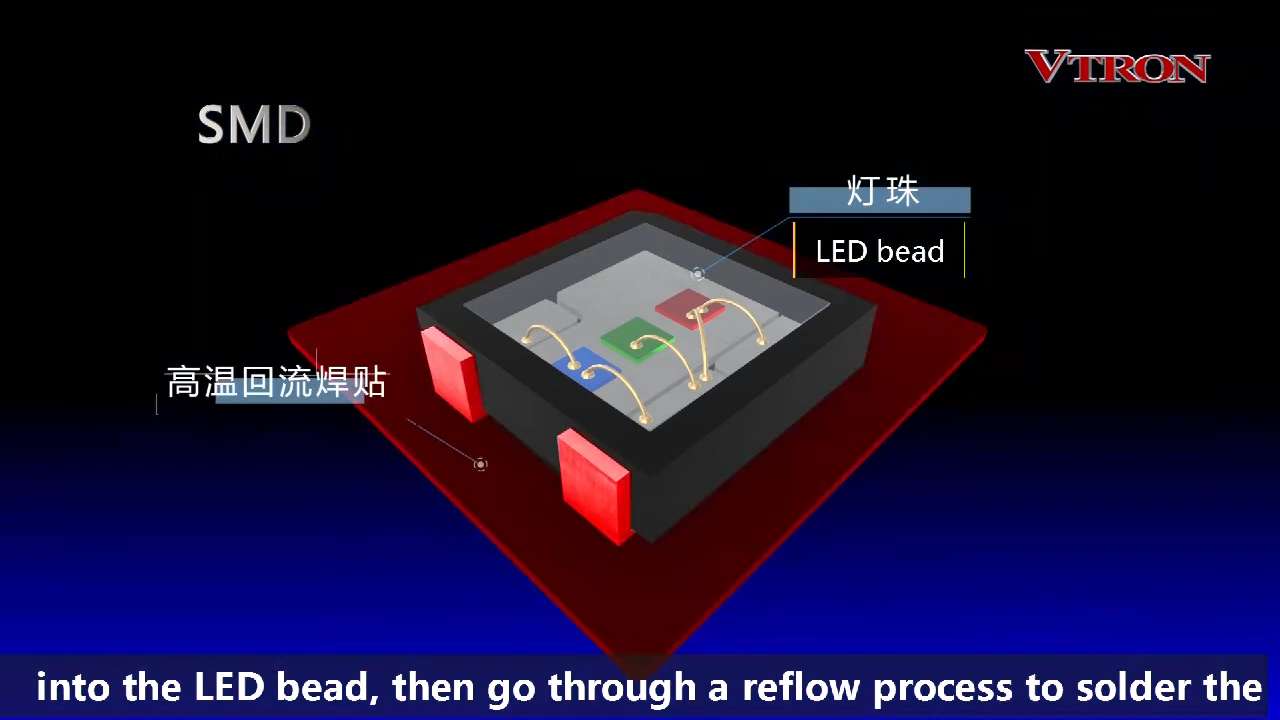 VTRON
SMD
灯珠
LED bead
高温回流焊贴
into the LED bead, then go through a reflow process to solder the